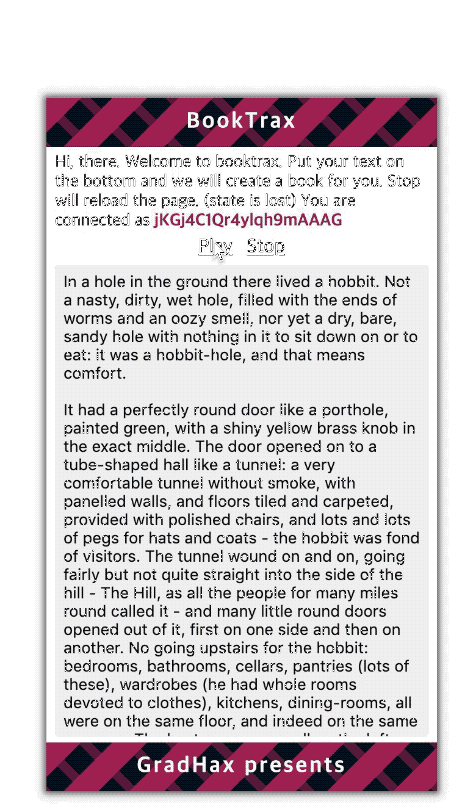 BookTrax
Hi, there. Welcome to booktrax. Put your text on
the bottom and we will create a book for you. Stop
will reload the page. (state is lost) You are
connected as jKGj4C1Qr4ylqh9mAAAG
Play Stop
In a hole in the ground there lived a hobbit. Not
a nasty, dirty, wet hole, filled with the ends of
worms and an oozy smell, nor yet a dry, bare,
sandy hole with nothing in it to sit down on or to
eat: it was a hobbit-hole, and that means
comfort.
It had a perfectly round door like a porthole,
painted green, with a shiny yellow brass knob in
the exact middle. The door opened on to a
tube-shaped hall like a tunnel: a very
comfortable tunnel without smoke, with
panelled walls, and floors tiled and carpeted,
provided with polished chairs, and lots and lots
of pegs for hats and coats - the hobbit was fond
of visitors. The tunnel wound on and on, going
fairly but not quite straight into the side of the
hill - The Hill, as all the people for many miles
round called it - and many little round doors
opened out of it, first on one side and then on
another. No going upstairs for the hobbit:
bedrooms, bathrooms, cellars, pantries (lots of
these), wardrobes (he had whole rooms
devoted to clothes), kitchens, dining-rooms, all
were on the same floor, and indeed on the same
GradHax presents